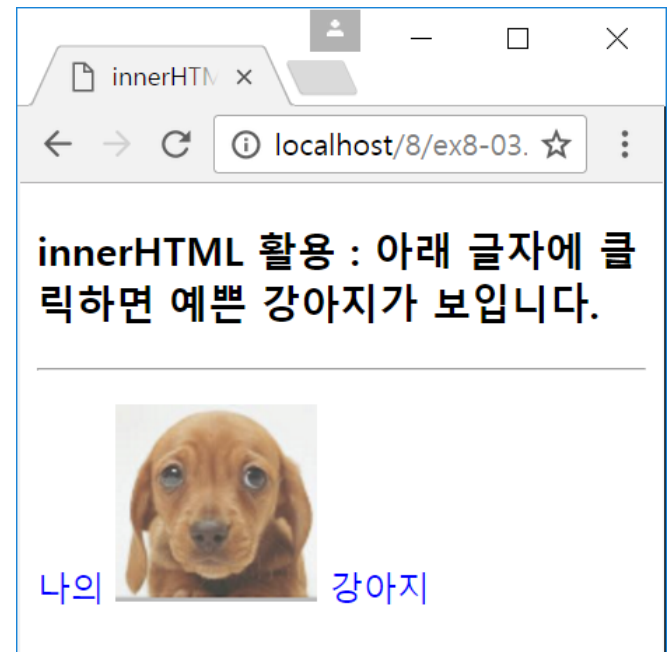 innerHTM
localhost/8/ex8-03.
innerHTML 활용 : 아래 글자에 클
릭하면 예쁜 강아지가 보입니다.
나의 강아지